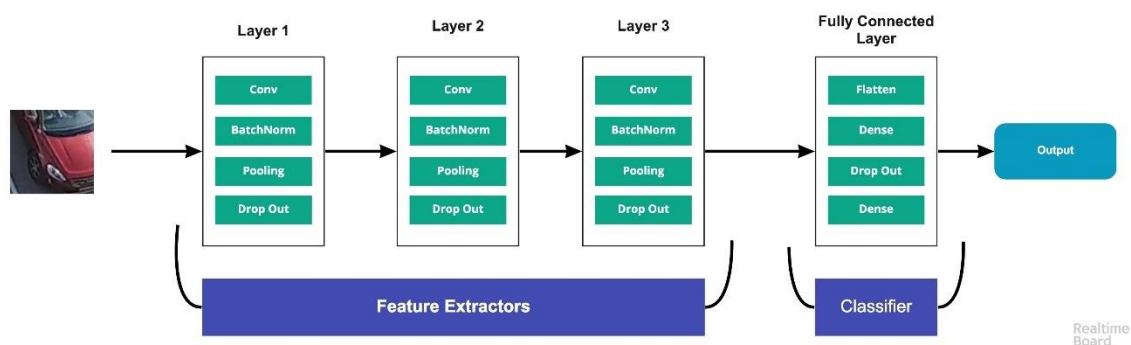 Layer 1
Layer 2
Layer 3
Fully Connected
Layer
Conv
BatchNorm
Pooling
Drop Out
Conv
BatchNorm
Pooling
Drop Out
Conv
BatchNorm
Pooling
Drop Out
Flatten
Dense
Drop Out
Dense
Output
Feature Extractors
Classifier
Realtime
Board